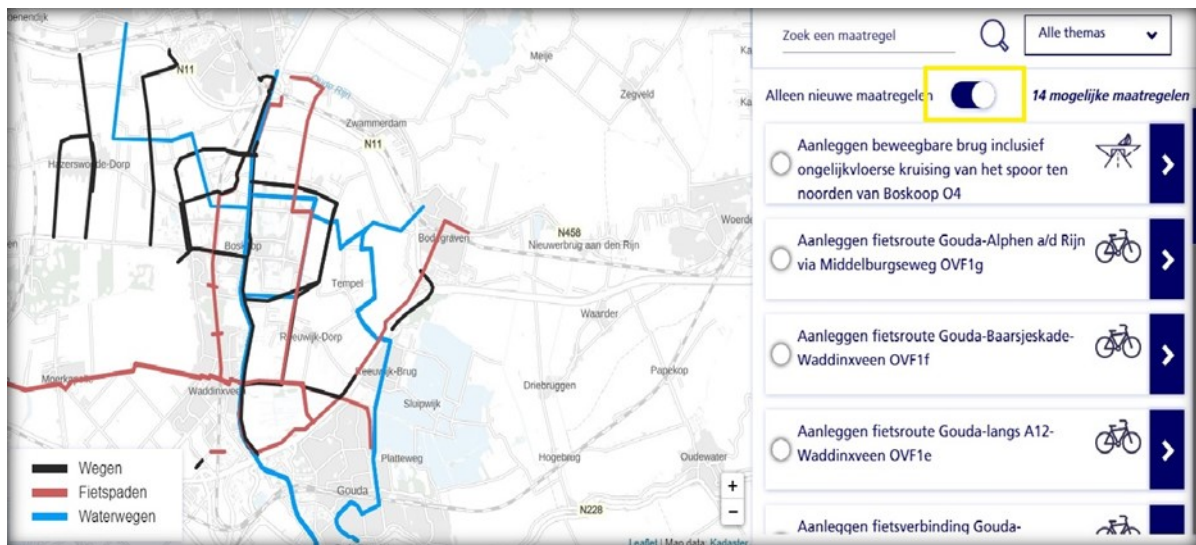 Zoek een maatregel
Alle themas
Alleen nieuwe maatregelen
14 mogelijke maatregelen
Aanleggen beweegbare brug inclusief
ongelijkvloerse kruising van het spoor ten
noorden van Boskoop O4
Aanleggen fietsroute Gouda-Alphen a/d Rijn
via Middelburgseweg OVF1g
Aanleggen fietsroute Gouda-Baarsjeskade-
Waddinxveen OVF1f
Aanleggen fietsroute Gouda-langs A12-
Waddinxveen OVF1e
Aanleggen fietsverbinding Gouda-
N11
Oude Rijn
Meije
Zegveld
Zwammerdam
N11
Hazerswoude-Dorp
Bodegraven
N458
Nieuwerbrug aan den Rijn
Boskoop
Tempel
Waarder
Reeuwijk-Dorp
Moerkapelle
Waddinxveen
Reeuwijk-Brug
Driebruggen
Papekop
Sluipwijk
Platteweg
Hogebrug
Oudewater
Gouda
N228
Wegen
Fietspaden
Waterwegen
+
−
Leaflet | Map data: Kadaster